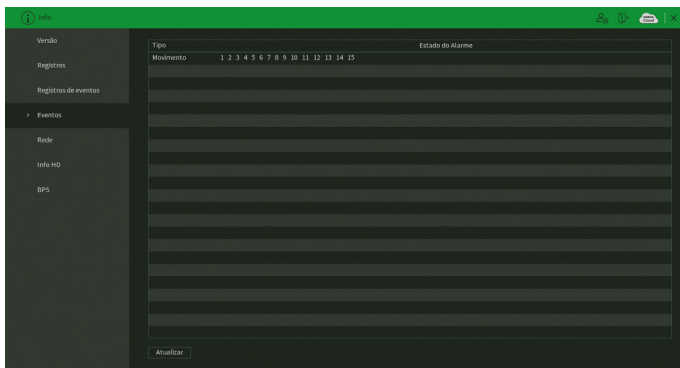 Info
Cloud
Versão
Registros
Registros de eventos
> Eventos
Rede
Info HD
BPS
Tipo Estado do Alarme
Movimento 1 2 3 4 5 6 7 8 9 10 11 12 13 14 15
Atualizar